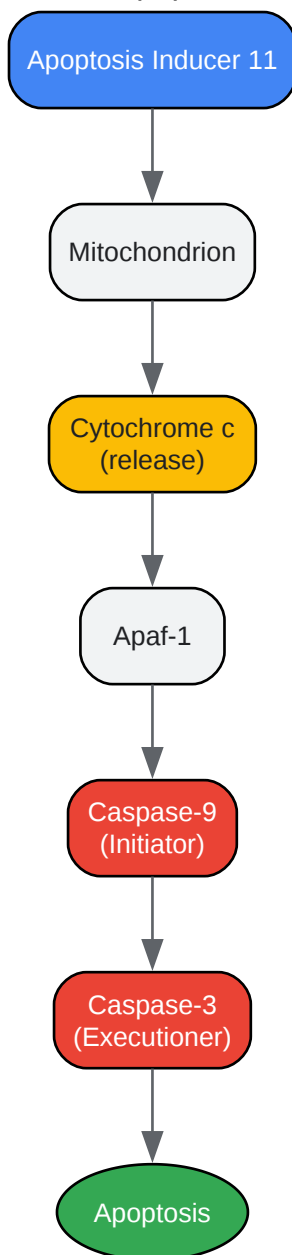 Apoptosis Inducer 11
Mitochondrion
Cytochrome c
(release)
Apaf-1
Caspase-9
(Initiator)
Caspase-3
(Executioner)
Apoptosis